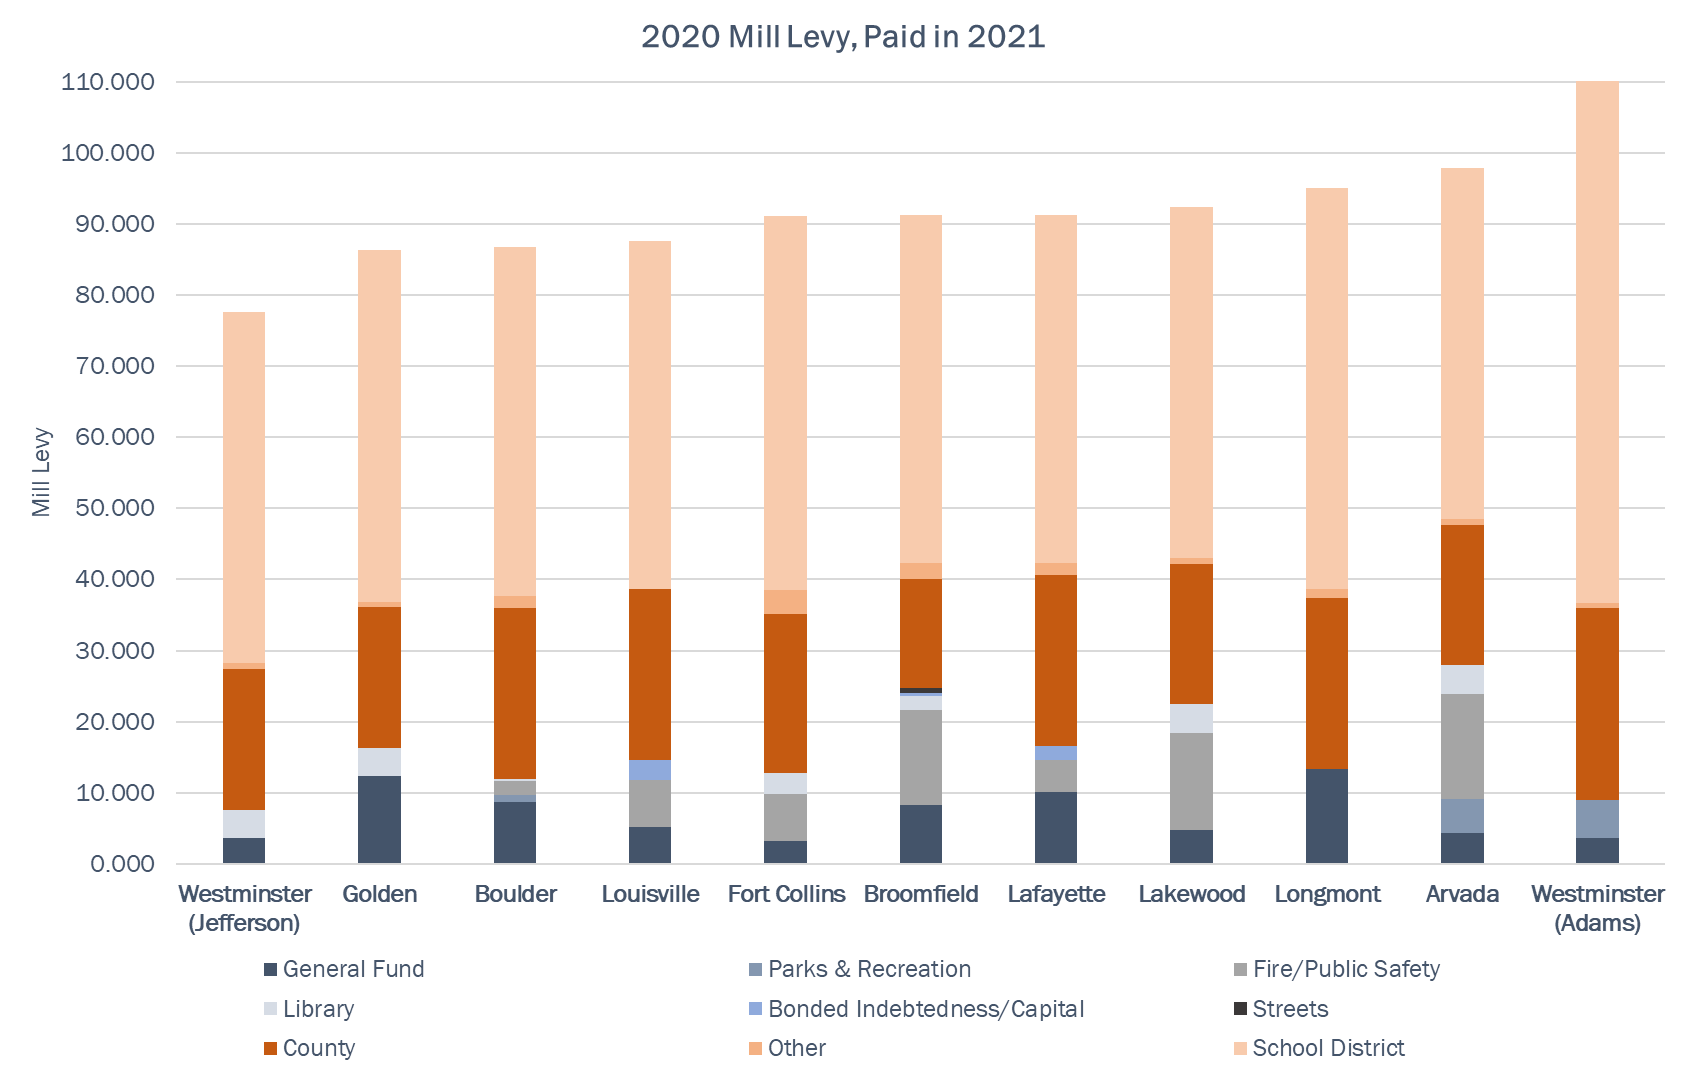 2020 Mill Levy, Paid in 2021
110.000
100.000
90.000
80.000
70.000
60.000
50.000
40.000
30.000
20.000
10.000
0.000
Mill Levy
Westminster (Jefferson)
Golden
Boulder
Louisville
Fort Collins
Broomfield
Lafayette
Lakewood
Longmont
Arvada
Westminster (Adams)
General Fund
Parks & Recreation
Fire/Public Safety
Library
Bonded Indebtedness/Capital
Streets
County
Other
School District